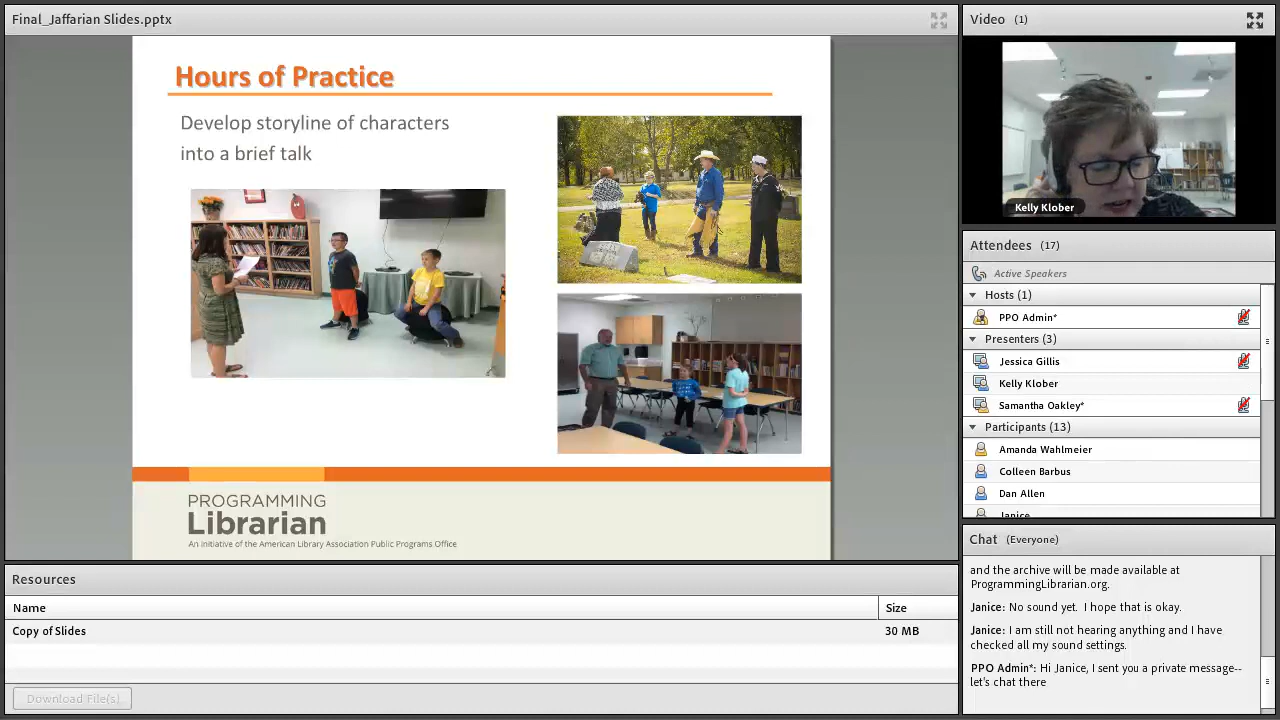 Final_Jaffarian Slides.pptx
Hours of Practice
Develop storyline of characters
into a brief talk
PROGRAMMING
Librarian
An initiative of the American Library Association Public Programs Office
Resources
Name Size
Copy of Slides 30 MB
Download File(s)
Video (1)
Kelly Klober
Attendees (17)
Active Speakers
Hosts (1)
PPO Admin*
Presenters (3)
Jessica Gillis
Kelly Klober
Samantha Oakley*
Participants (13)
Amanda Wahlmeier
Colleen Barbus
Dan Allen
Janice
Chat (Everyone)
and the archive will be made available at
ProgrammingLibrarian.org.
Janice: No sound yet. I hope that is okay.
Janice: I am still not hearing anything and I have
checked all my sound settings.
PPO Admin*: Hi Janice, I sent you a private message--
let's chat there